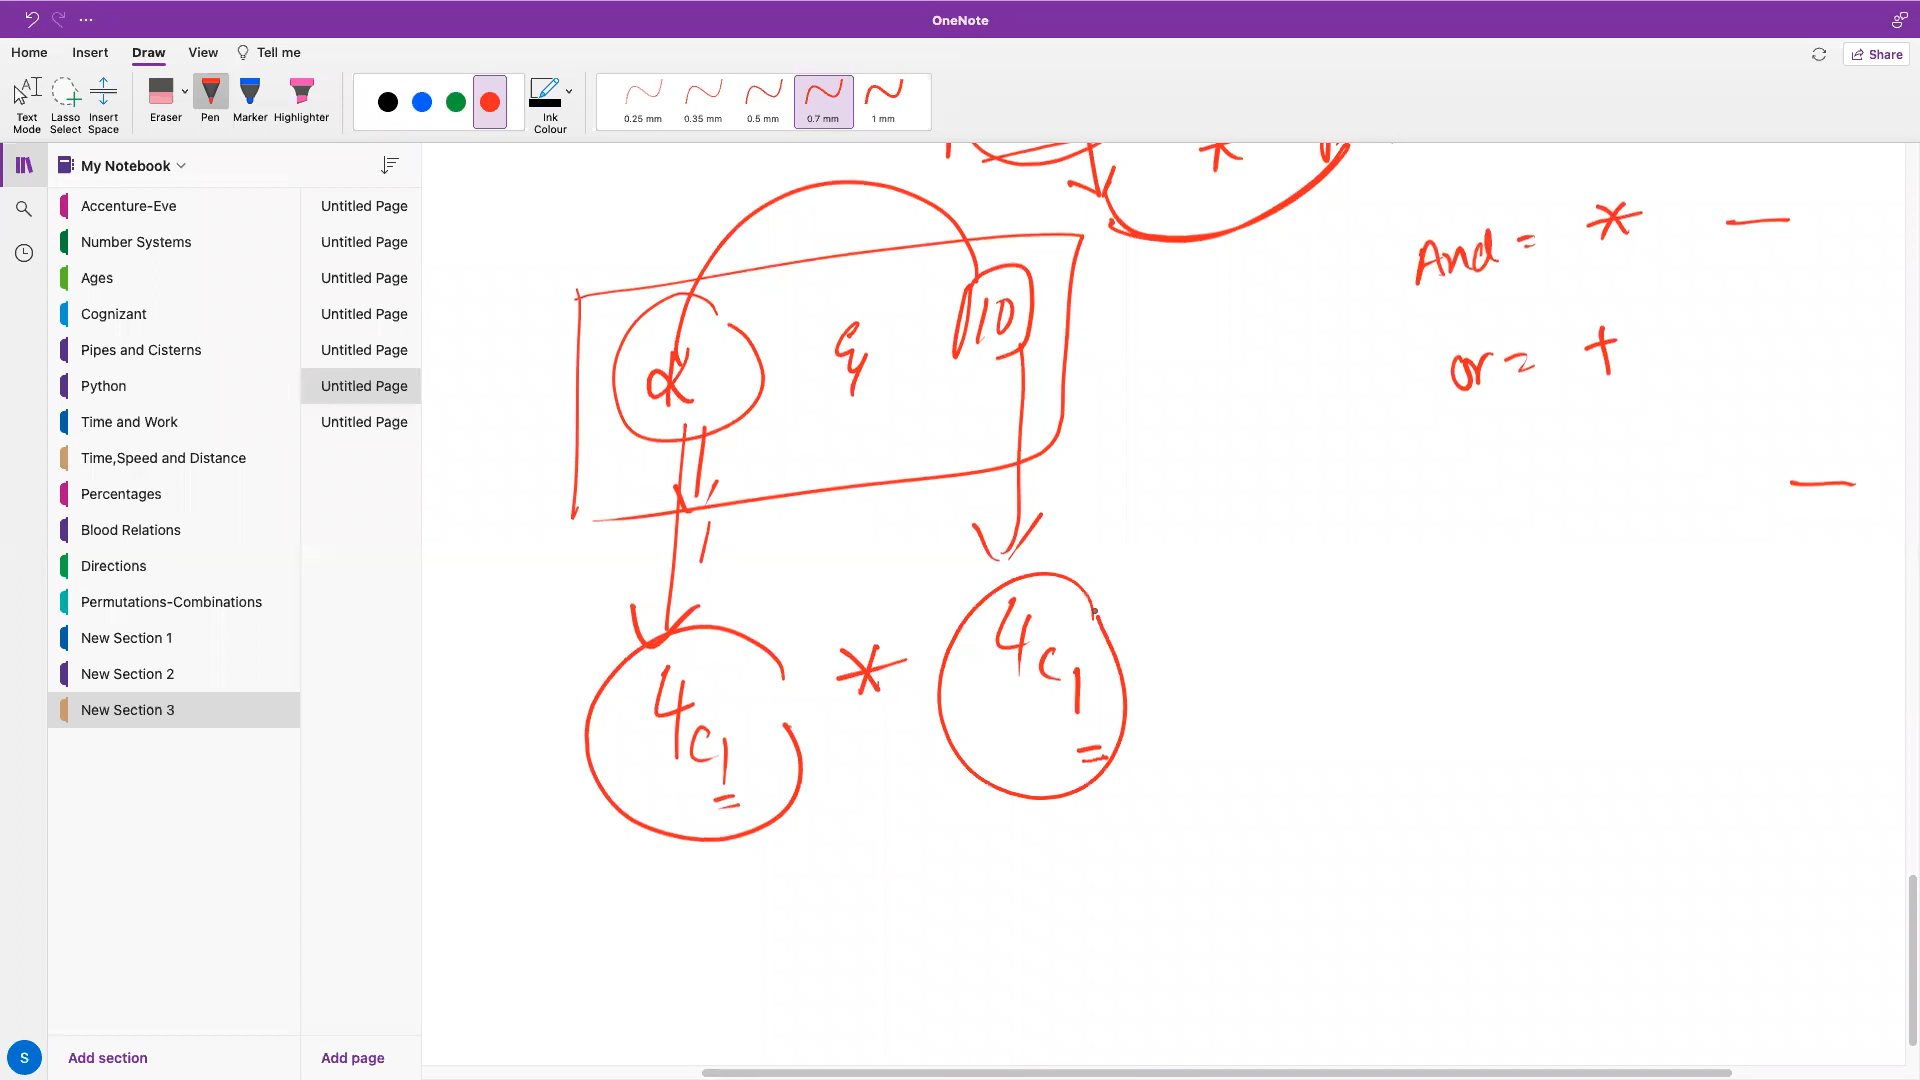 OneNote
Home Insert Draw View Tell me
Share
Text Mode
Lasso Select
Insert Space
Eraser
Pen
Marker
Highlighter
Ink Colour
0.25 mm
0.35 mm
0.5 mm
0.7 mm
1 mm
My Notebook
Accenture-Eve
Number Systems
Ages
Cognizant
Pipes and Cisterns
Python
Time and Work
Time,Speed and Distance
Percentages
Blood Relations
Directions
Permutations-Combinations
New Section 1
New Section 2
New Section 3
Untitled Page
Untitled Page
Untitled Page
Untitled Page
Untitled Page
Untitled Page
Untitled Page
And = * —
or = +
10
4c1 * 4c1
S
Add section
Add page